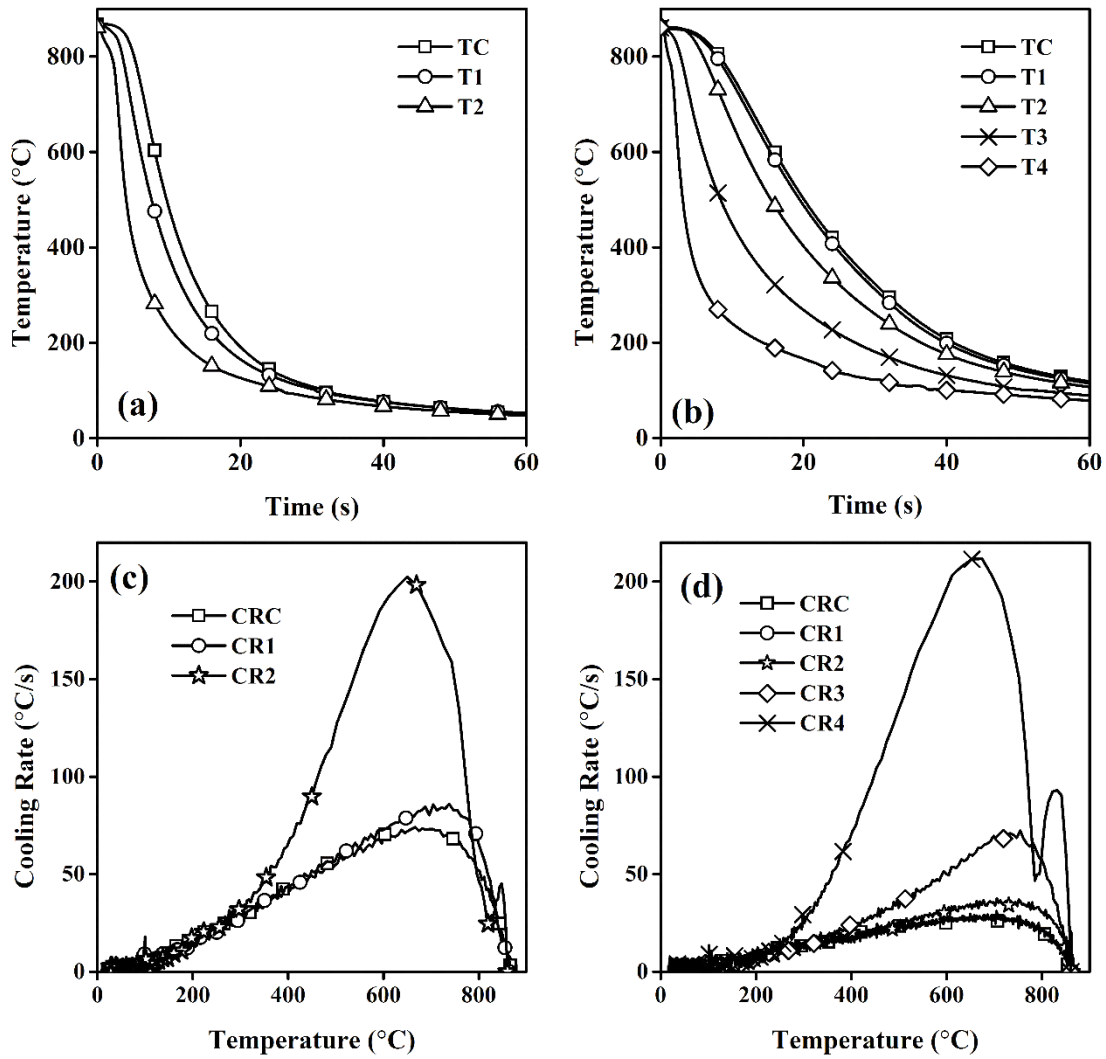 800
600
400
200
0
Temperature (°C)
TC
T1
T2
(a)
0
20
40
60
Time (s)
800
600
400
200
0
Temperature (°C)
TC
T1
T2
T3
T4
(b)
0
20
40
60
Time (s)
200
150
100
50
0
Cooling Rate (°C/s)
(c)
CRC
CR1
CR2
0
200
400
600
800
Temperature (°C)
200
150
100
50
0
Cooling Rate (°C/s)
(d)
CRC
CR1
CR2
CR3
CR4
0
200
400
600
800
Temperature (°C)